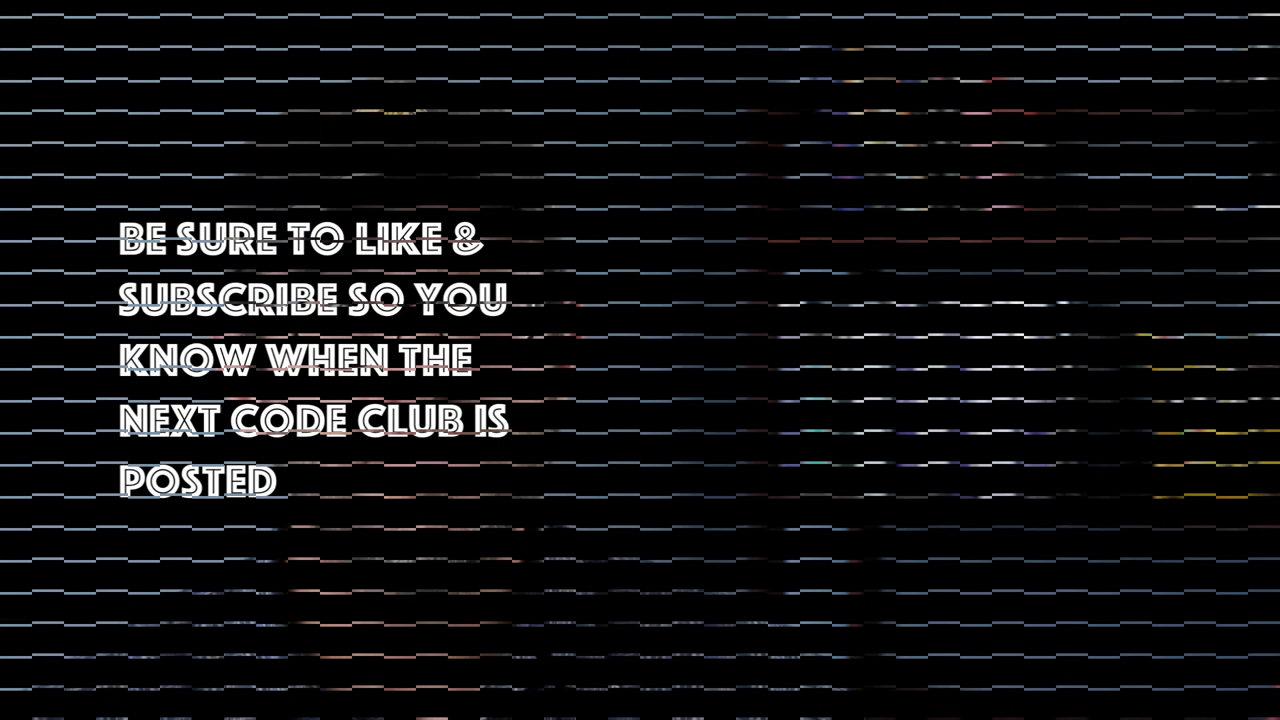 BE SURE TO LIKE &
SUBSCRIBE SO YOU
KNOW WHEN THE
NEXT CODE CLUB IS
POSTED